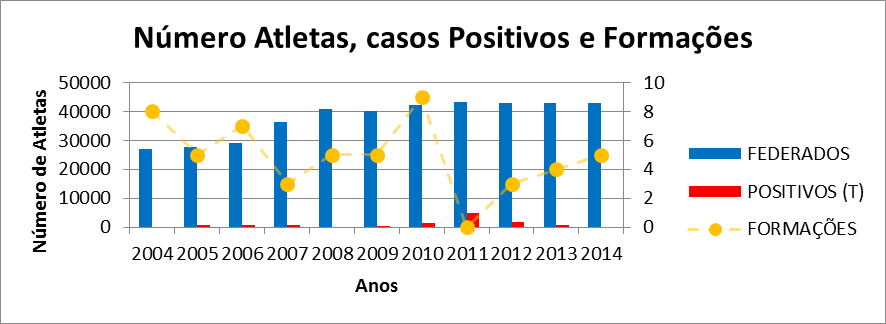 Número Atletas, casos Positivos e Formações
Número de Atletas
50000
40000
30000
20000
10000
0
10
8
6
4
2
0
2004 2005 2006 2007 2008 2009 2010 2011 2012 2013 2014
Anos
FEDERADOS
POSITIVOS (T)
FORMAÇÕES